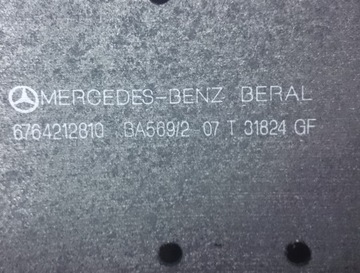 MERCEDES-BENZ BERAL
6764212810 BA569/2 07 T 31824 GF